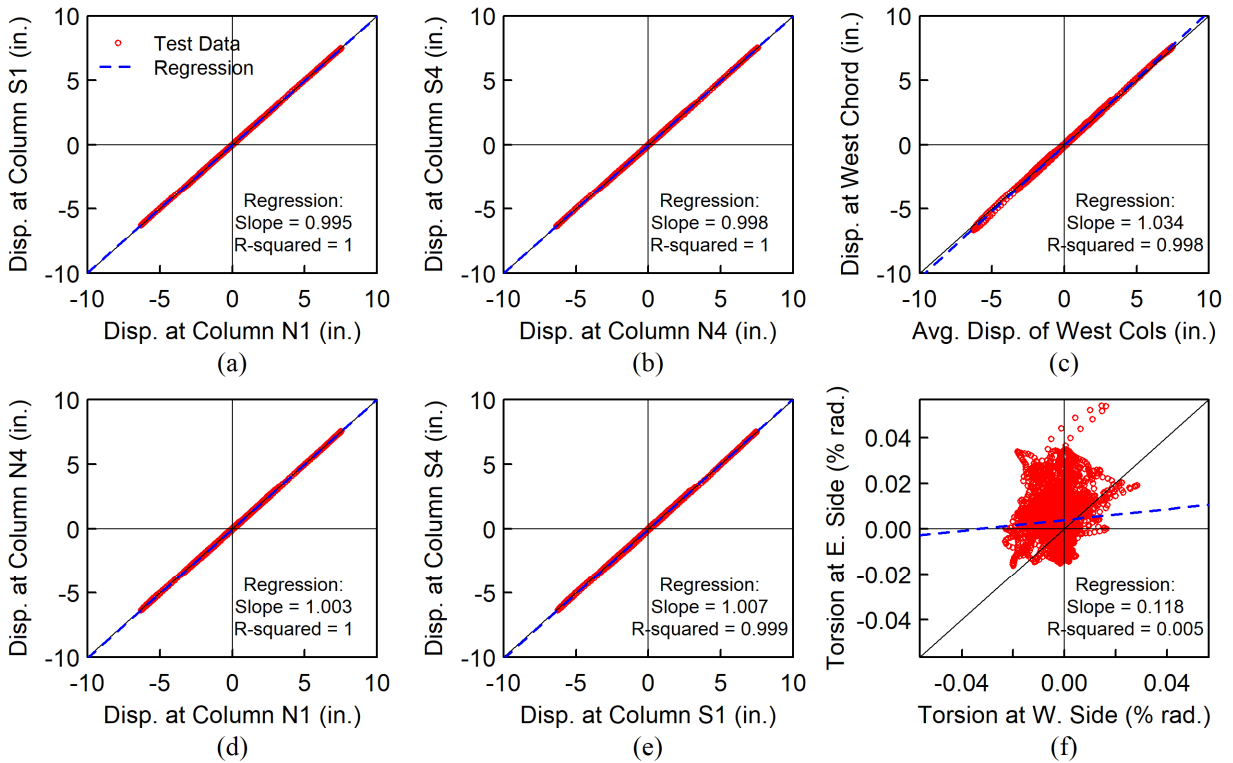 10
5
0
-5
-10
Disp. at Column S1 (in.)
Test Data
Regression
Regression:
Slope = 0.995
R-squared = 1
-10 -5 0 5 10
Disp. at Column N1 (in.)
(a)
10
5
0
-5
-10
Disp. at Column S4 (in.)
Regression:
Slope = 0.998
R-squared = 1
-10 -5 0 5 10
Disp. at Column N4 (in.)
(b)
10
5
0
-5
-10
Disp. at West Chord (in.)
Regression:
Slope = 1.034
R-squared = 0.998
-10 -5 0 5 10
Avg. Disp. of West Cols (in.)
(c)
10
5
0
-5
-10
Disp. at Column N4 (in.)
Regression:
Slope = 1.003
R-squared = 1
-10 -5 0 5 10
Disp. at Column N1 (in.)
(d)
10
5
0
-5
-10
Disp. at Column S4 (in.)
Regression:
Slope = 1.007
R-squared = 0.999
-10 -5 0 5 10
Disp. at Column S1 (in.)
(e)
0.04
0.02
0.00
-0.02
-0.04
Torsion at E. Side (% rad.)
Regression:
Slope = 0.118
R-squared = 0.005
-0.04 0.00 0.04
Torsion at W. Side (% rad.)
(f)